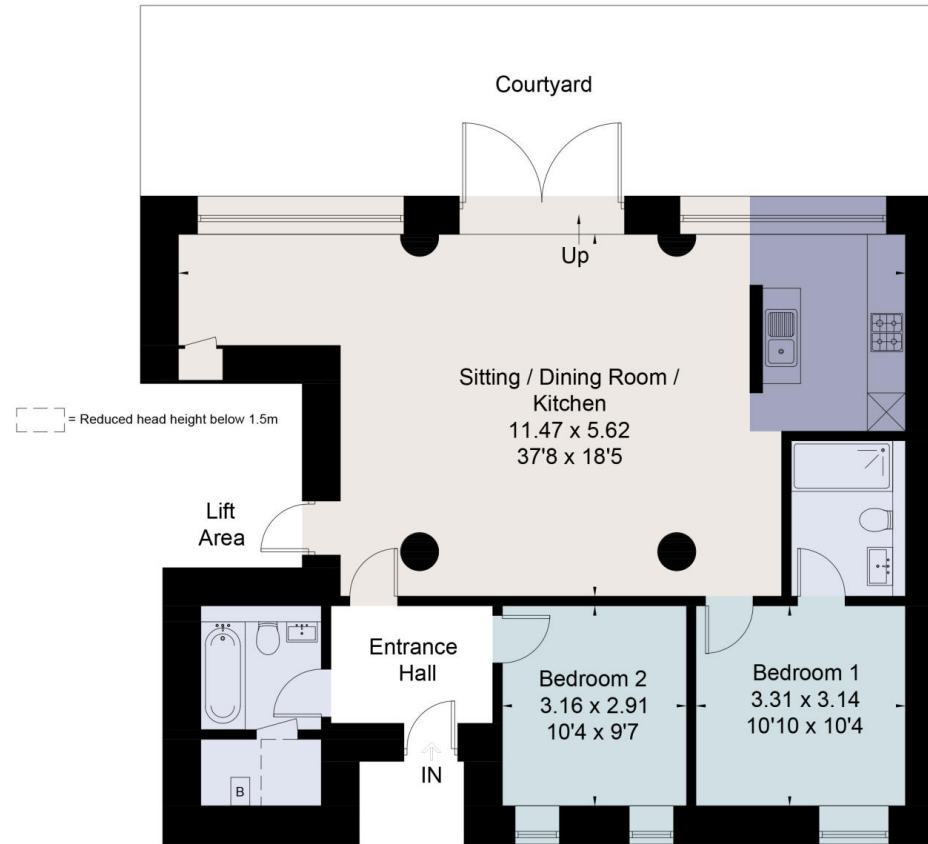 Courtyard
Up
Sitting / Dining Room /
Kitchen
11.47 x 5.62
37'8 x 18'5
= Reduced head height below 1.5m
Lift
Area
Entrance
Hall
Bedroom 2
3.16 x 2.91
10'4 x 9'7
Bedroom 1
3.31 x 3.14
10'10 x 10'4
IN
B